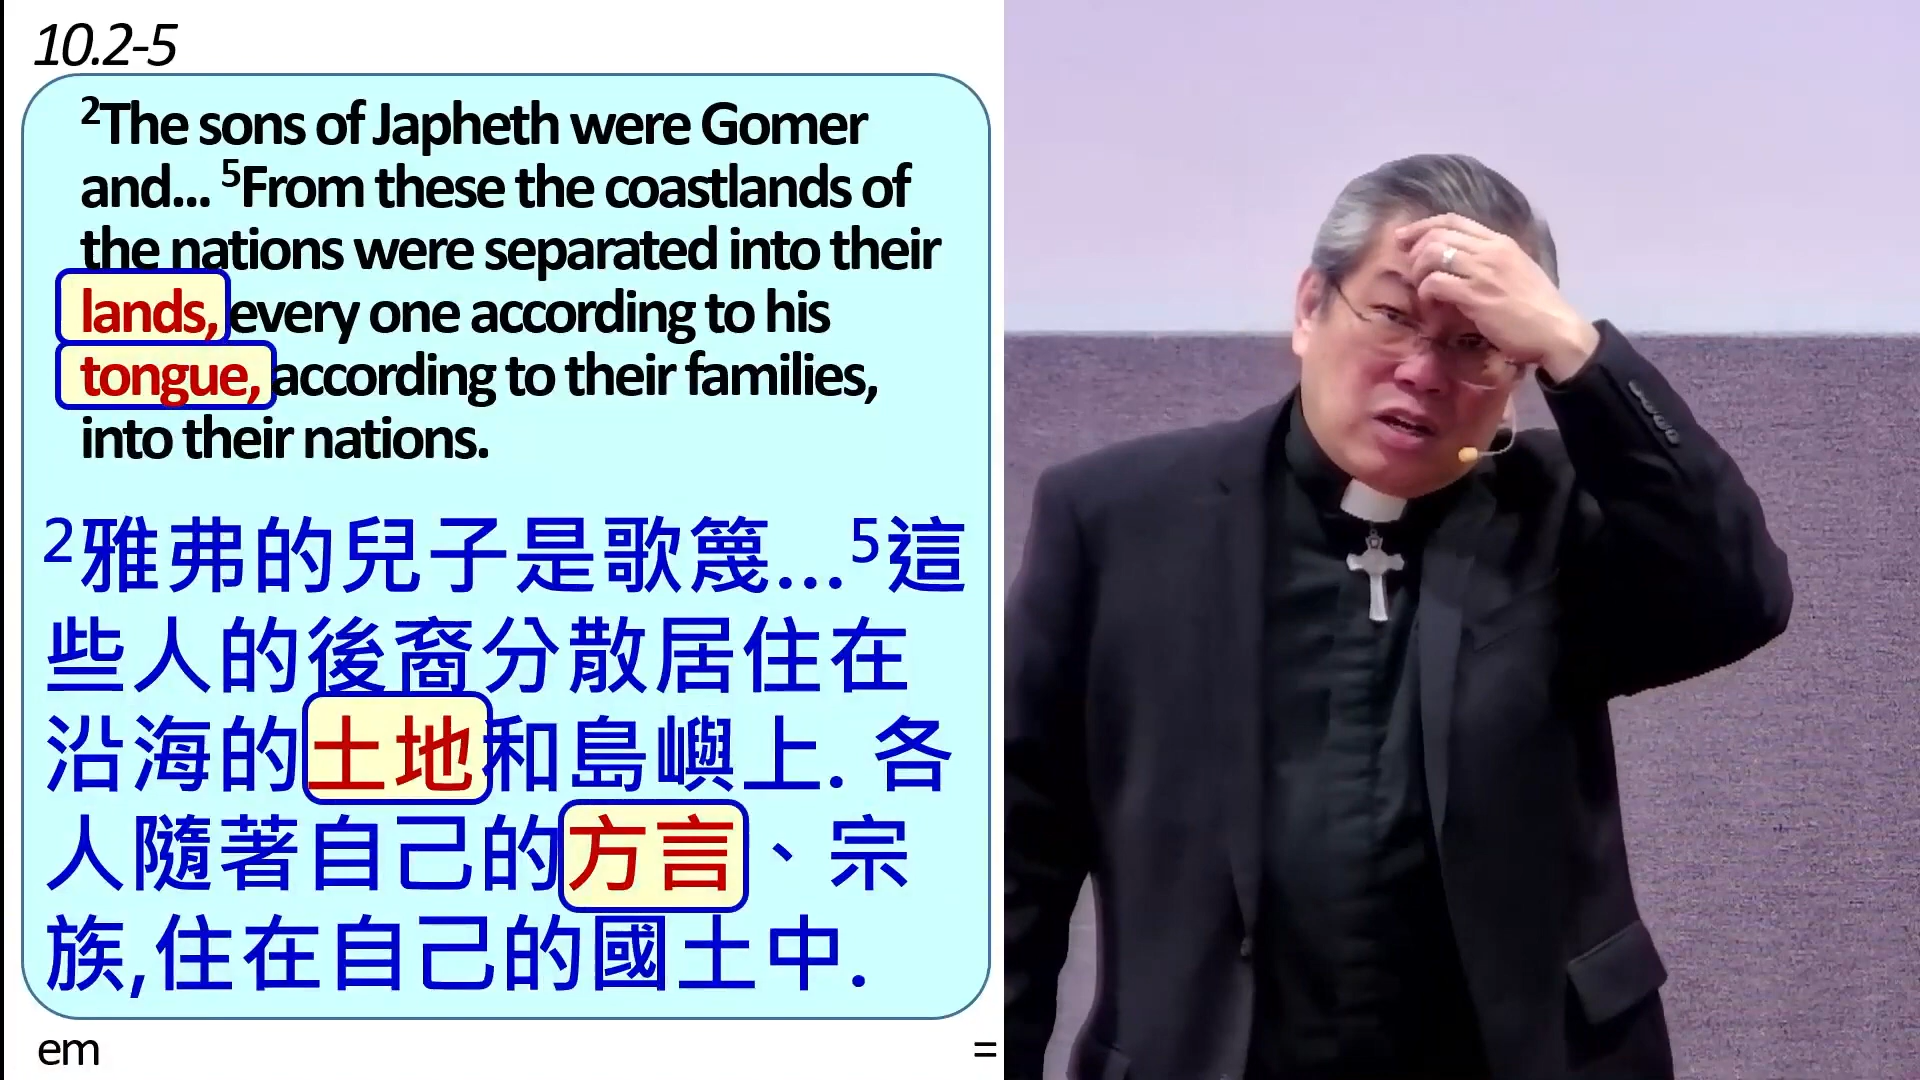 10.2-5
²The sons of Japheth were Gomer
and... ⁵From these the coastlands of
the nations were separated into their
lands, every one according to his
tongue, according to their families,
into their nations.
²雅弗的兒子是歌篾...⁵這
些人的後裔分散居住在
沿海的土地和島嶼上. 各
人隨著自己的方言、宗
族,住在自己的國土中.
em =